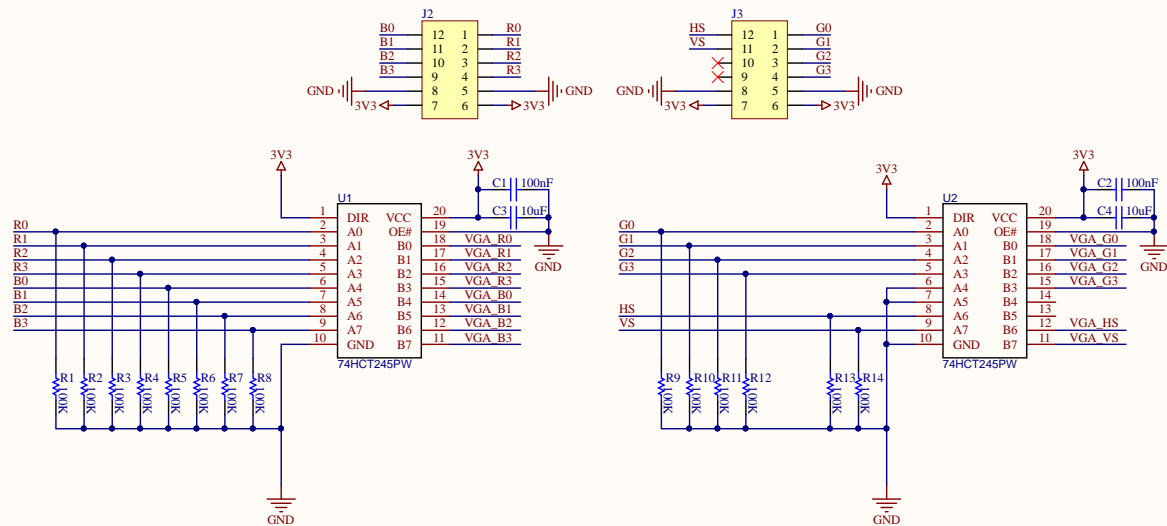 J2 J3
B0 12 1 R0 HS 12 1 G0
B1 11 2 R1 VS 11 2 G1
B2 10 3 R2 10 3 G2
B3 9 4 R3 9 4 G3
GND 8 5 GND GND 8 5 GND
3V3 7 6 3V3 3V3 7 6 3V3
3V3 3V3 3V3 3V3
C1 100nF C2 100nF
U1 U2
C3 10uF C4 10uF
1 DIR VCC 20 1 DIR VCC 20
R0 2 A0 OE# 19 G0 2 A0 OE# 19
R1 3 A1 B0 18 VGA_R0 G1 3 A1 B0 18 VGA_G0
R2 4 A2 B1 17 VGA_R1 G2 4 A2 B1 17 VGA_G1
R3 5 A3 B2 16 VGA_R2 G3 5 A3 B2 16 VGA_G2
B0 6 A4 B3 15 VGA_R3 6 A4 B3 15 VGA_G3
B1 7 A5 B4 14 VGA_B0 7 A5 B4 14
B2 8 A6 B5 13 VGA_B1 HS 8 A6 B5 13
B3 9 A7 B6 12 VGA_B2 VS 9 A7 B6 12 VGA_HS
10 GND B7 11 VGA_B3 10 GND B7 11 VGA_VS
GND GND
74HCT245PW 74HCT245PW
R1 R2 R3 R4 R5 R6 R7 R8 R9 R10 R11 R12 R13 R14
100K 100K 100K 100K 100K 100K 100K 100K 100K 100K 100K 100K 100K 100K
GND GND